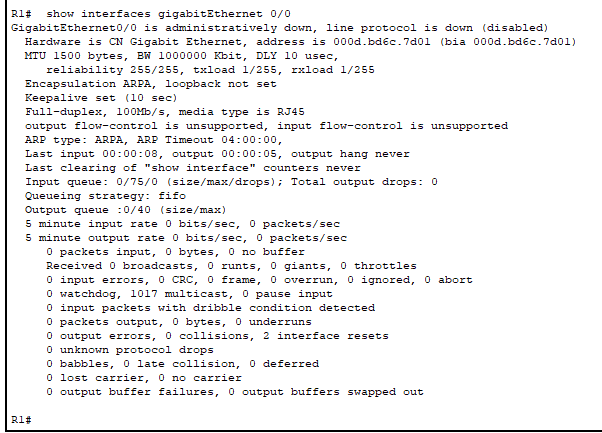 R1#  show interfaces gigabitEthernet 0/0
GigabitEthernet0/0 is administratively down, line protocol is down (disabled)
Hardware is CN Gigabit Ethernet, address is 000d.bd6c.7d01 (bia 000d.bd6c.7d01)
MTU 1500 bytes, BW 1000000 Kbit, DLY 10 usec,
reliability 255/255, txload 1/255, rxload 1/255
Encapsulation ARPA, loopback not set
Keepalive set (10 sec)
Full-duplex, 100Mb/s, media type is RJ45
output flow-control is unsupported, input flow-control is unsupported
ARP type: ARPA, ARP Timeout 04:00:00,
Last input 00:00:08, output 00:00:05, output hang never
Last clearing of "show interface" counters never
Input queue: 0/75/0 (size/max/drops); Total output drops: 0
Queueing strategy: fifo
Output queue :0/40 (size/max)
5 minute input rate 0 bits/sec, 0 packets/sec
5 minute output rate 0 bits/sec, 0 packets/sec
0 packets input, 0 bytes, 0 no buffer
Received 0 broadcasts, 0 runts, 0 giants, 0 throttles
0 input errors, 0 CRC, 0 frame, 0 overrun, 0 ignored, 0 abort
0 watchdog, 1017 multicast, 0 pause input
0 input packets with dribble condition detected
0 packets output, 0 bytes, 0 underruns
0 output errors, 0 collisions, 2 interface resets
0 unknown protocol drops
0 babbles, 0 late collision, 0 deferred
0 lost carrier, 0 no carrier
0 output buffer failures, 0 output buffers swapped out
R1#